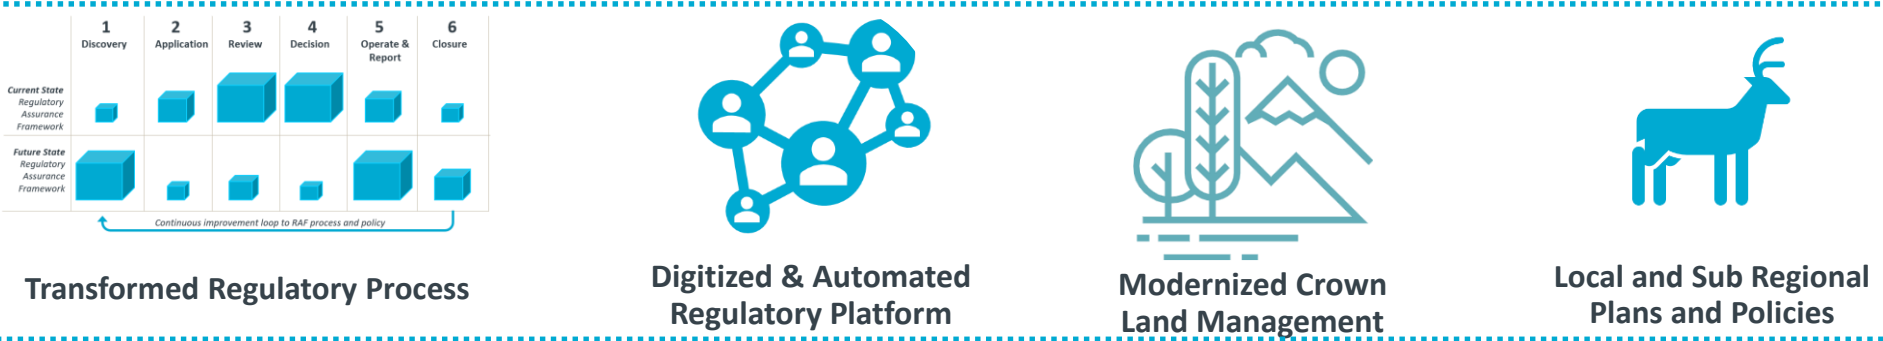 1 2 3 4 5 6
Discovery Application Review Decision Operate & Closure
Report
Current State
Regulatory
Assurance
Framework
Future State
Regulatory
Assurance
Framework
Continuous improvement loop to RAF process and policy
Transformed Regulatory Process
Digitized & Automated
Regulatory Platform
Modernized Crown
Land Management
Local and Sub Regional
Plans and Policies